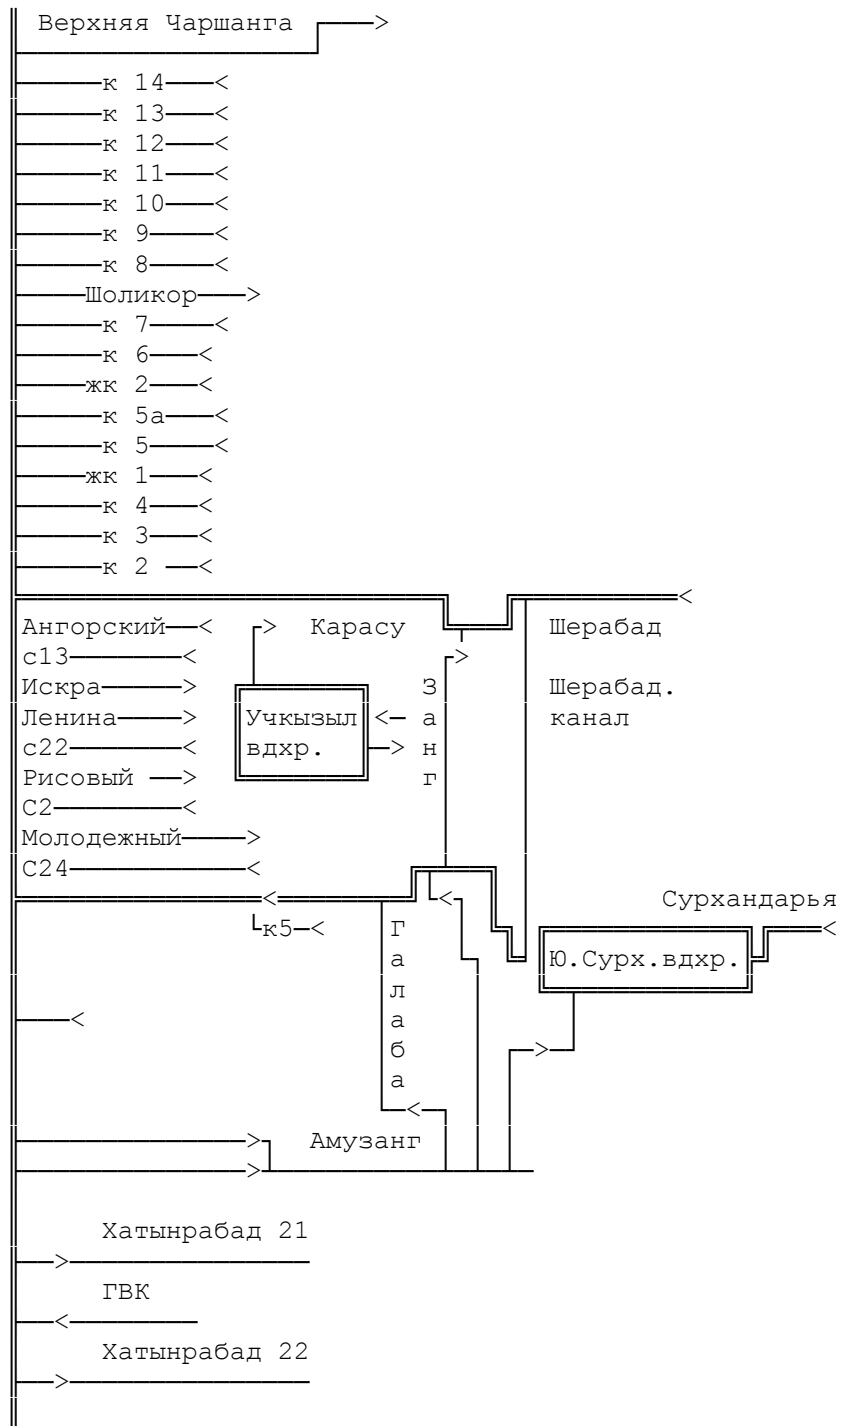 Верхняя Чаршанга
к 14
к 13
к 12
к 11
к 10
к 9
к 8
Шоликор
к 7
к 6
жк 2
к 5а
к 5
жк 1
к 4
к 3
к 2
Ангорский Карасу Шерабад
с13
Искра З Шерабад.
Ленина Учкызыл а канал
с22 вдхр. н
Рисовый г
С2
Молодежный
С24
Сурхандарья
к5 Г
а Ю.Сурх.вдхр.
л
а
б
а
Амузанг
Хатынрабад 21
ГВК
Хатынрабад 22